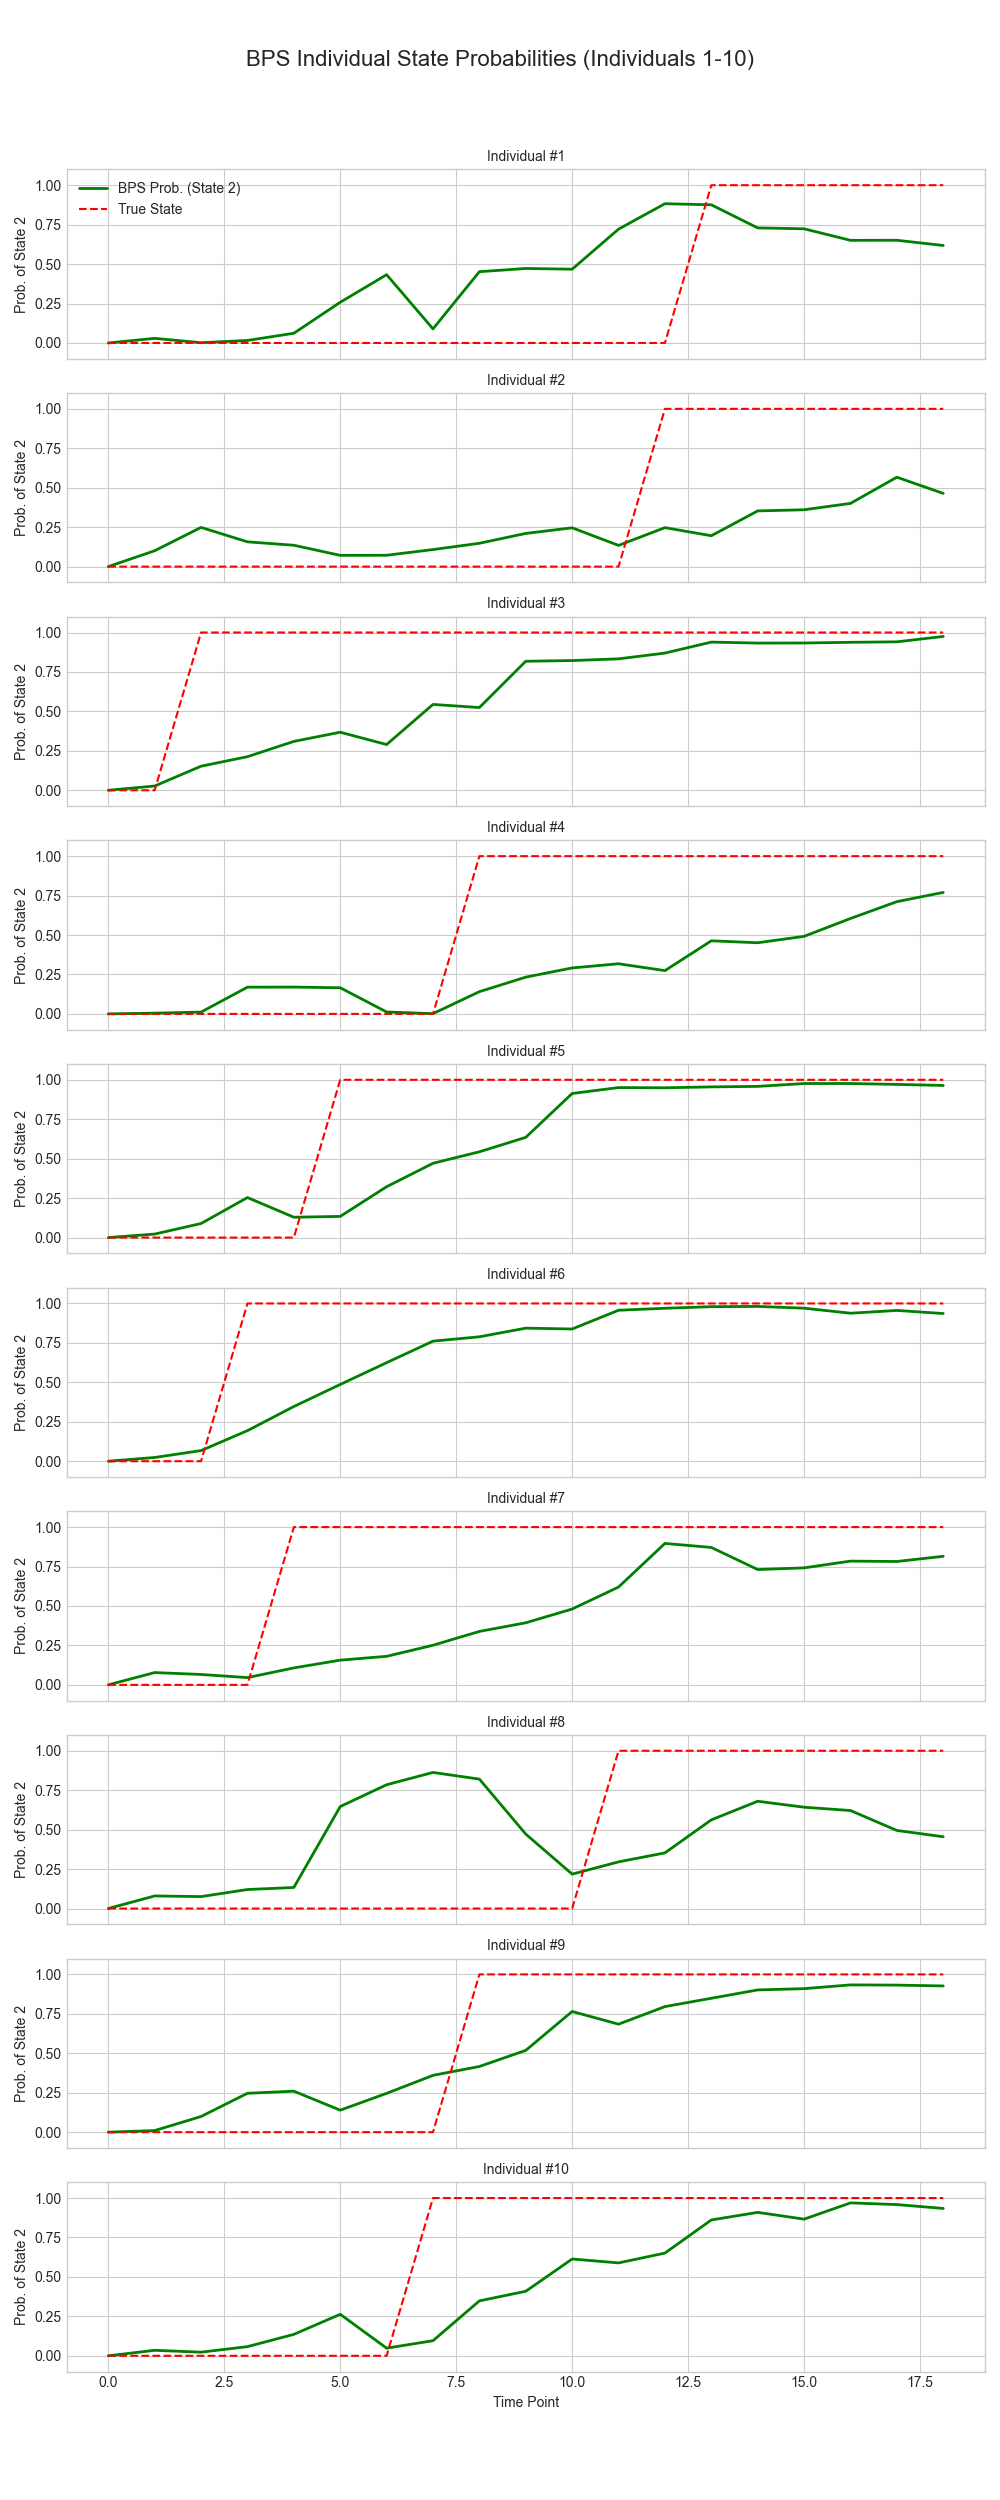 BPS Individual State Probabilities (Individuals 1-10)
Individual #1
BPS Prob. (State 2)
True State
1.00
0.75
0.50
0.25
0.00
Prob. of State 2
Individual #2
1.00
0.75
0.50
0.25
0.00
Prob. of State 2
Individual #3
1.00
0.75
0.50
0.25
0.00
Prob. of State 2
Individual #4
1.00
0.75
0.50
0.25
0.00
Prob. of State 2
Individual #5
1.00
0.75
0.50
0.25
0.00
Prob. of State 2
Individual #6
1.00
0.75
0.50
0.25
0.00
Prob. of State 2
Individual #7
1.00
0.75
0.50
0.25
0.00
Prob. of State 2
Individual #8
1.00
0.75
0.50
0.25
0.00
Prob. of State 2
Individual #9
1.00
0.75
0.50
0.25
0.00
Prob. of State 2
Individual #10
1.00
0.75
0.50
0.25
0.00
Prob. of State 2
0.0 2.5 5.0 7.5 10.0 12.5 15.0 17.5
Time Point